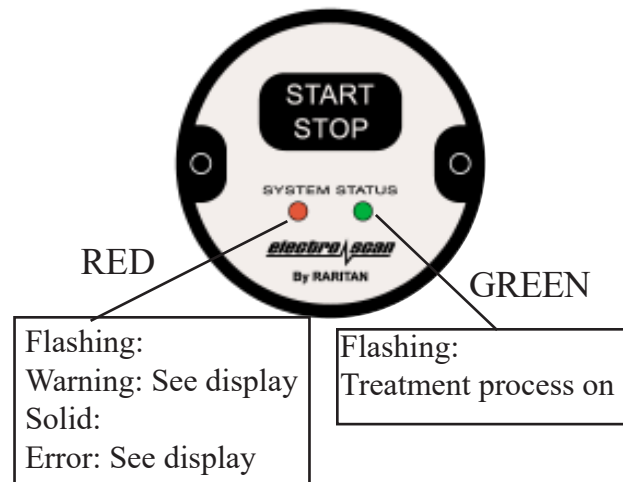 START
STOP
SYSTEM STATUS
electro scan
By RARITAN
RED
GREEN
Flashing:
Warning: See display
Solid:
Error: See display
Flashing:
Treatment process on